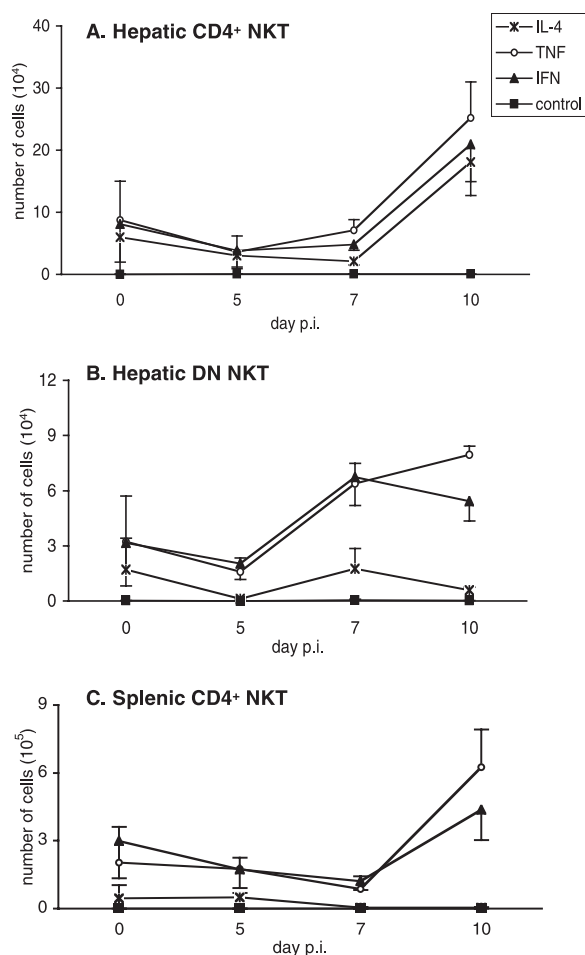 A. Hepatic CD4+ NKT
IL-4
TNF
IFN
control
number of cells (10⁴)
40
30
20
10
0
0 5 7 10
day p.i.
B. Hepatic DN NKT
number of cells (10⁴)
12
9
6
3
0
0 5 7 10
day p.i.
C. Splenic CD4+ NKT
number of cells (10⁵)
9
6
3
0
0 5 7 10
day p.i.